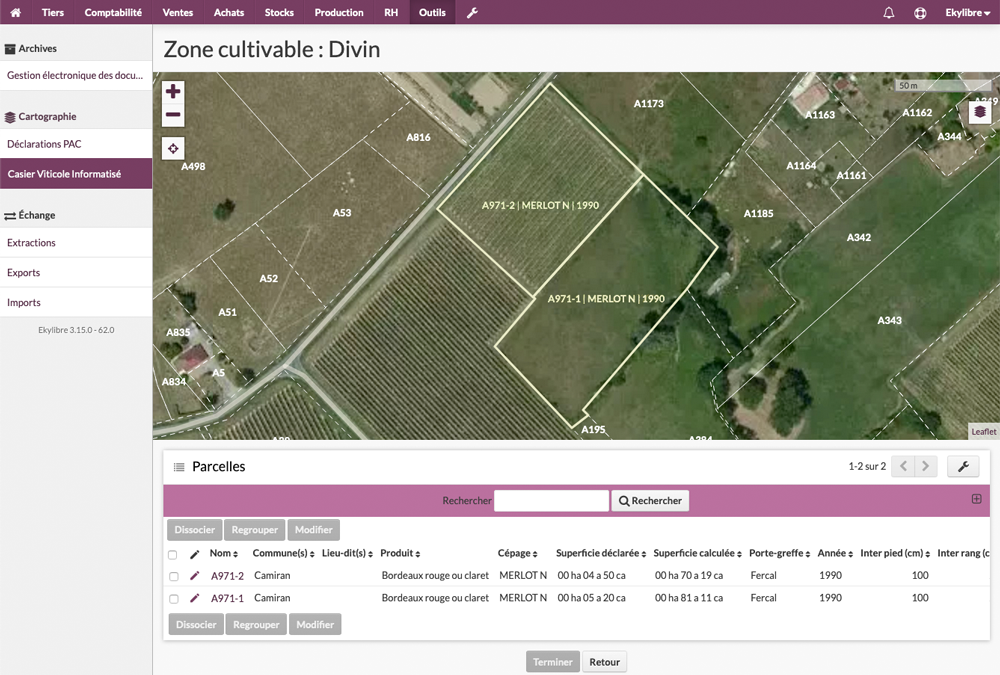 Tiers Comptabilité Ventes Achats Stocks Production RH Outils Ekylibre
Archives
Gestion électronique des docu...
Cartographie
Déclarations PAC
Casier Viticole Informatisé
Échange
Extractions
Exports
Imports
Ekylibre 3.15.0 - 62.0
Zone cultivable : Divin
50 m
A1173
A1163
A1162
A344
A816
A498
A1164
A1161
A53
A971-2 | MERLOT N | 1990
A1185
A342
A52
A971-1 | MERLOT N | 1990
A51
A343
A835
A5
A834
A195
Leaflet
Parcelles
1-2 sur 2
Rechercher Rechercher
Dissocier Regrouper Modifier
Nom Commune(s) Lieu-dit(s) Produit Cépage Superficie déclarée Superficie calculée Porte-greffe Année Inter pied (cm) Inter rang (c
A971-2 Camiran Bordeaux rouge ou claret MERLOT N 00 ha 04 a 50 ca 00 ha 70 a 19 ca Fercal 1990 100
A971-1 Camiran Bordeaux rouge ou claret MERLOT N 00 ha 05 a 20 ca 00 ha 81 a 11 ca Fercal 1990 100
Dissocier Regrouper Modifier
Terminer Retour